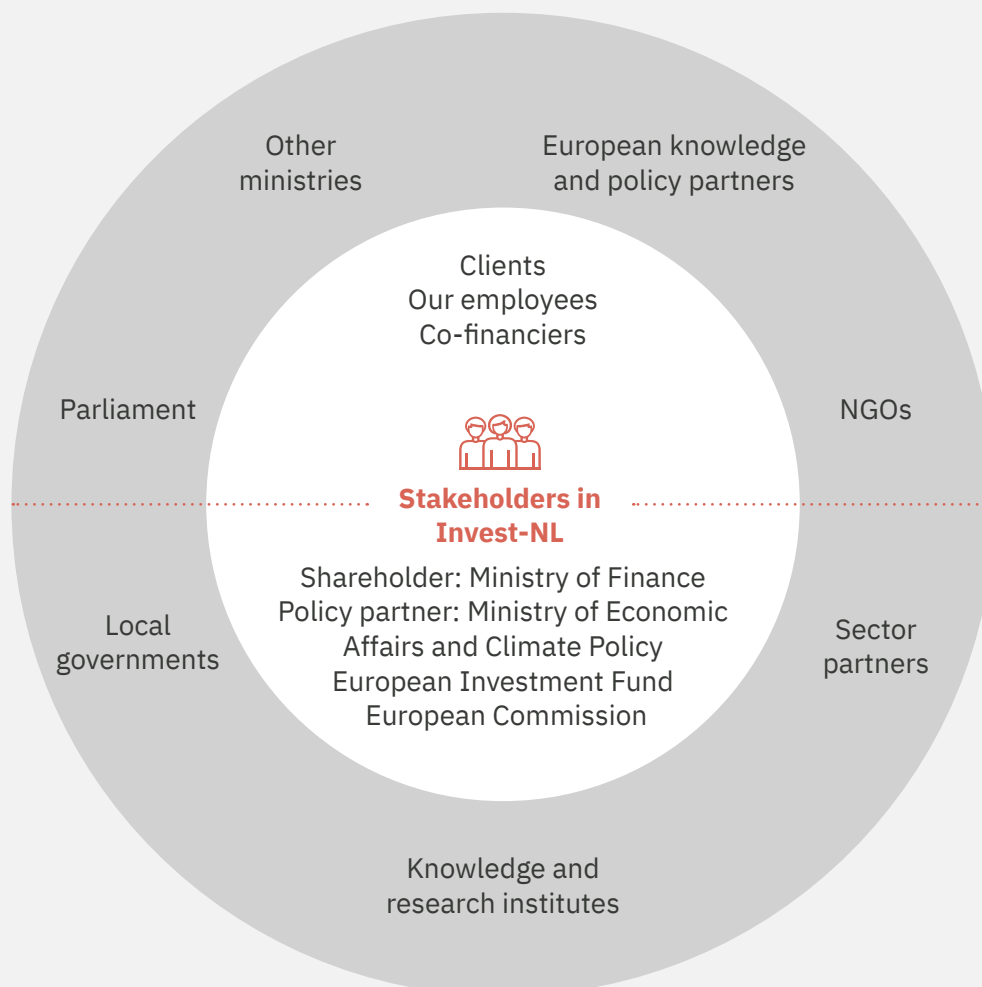 Other
ministries
European knowledge
and policy partners
Clients
Our employees
Co-financiers
Parliament
NGOs
Stakeholders in
Invest-NL
Shareholder: Ministry of Finance
Policy partner: Ministry of Economic
Affairs and Climate Policy
European Investment Fund
European Commission
Local
governments
Sector
partners
Knowledge and
research institutes